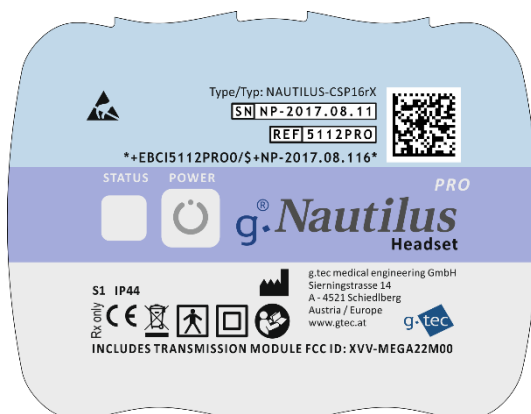 Type/Typ: NAUTILUS-CSP16rX
SN NP-2017.08.11
REF 5112PRO
*+EBCI5112PRO0/$+NP-2017.08.116*
STATUS POWER
PRO
g.®Nautilus
Headset
g.tec medical engineering GmbH
Sierningstrasse 14
A - 4521 Schiedlberg
Austria / Europe
www.gtec.at
S1 IP44
Rx only
CE
g.tec
INCLUDES TRANSMISSION MODULE FCC ID: XVV-MEGA22M00